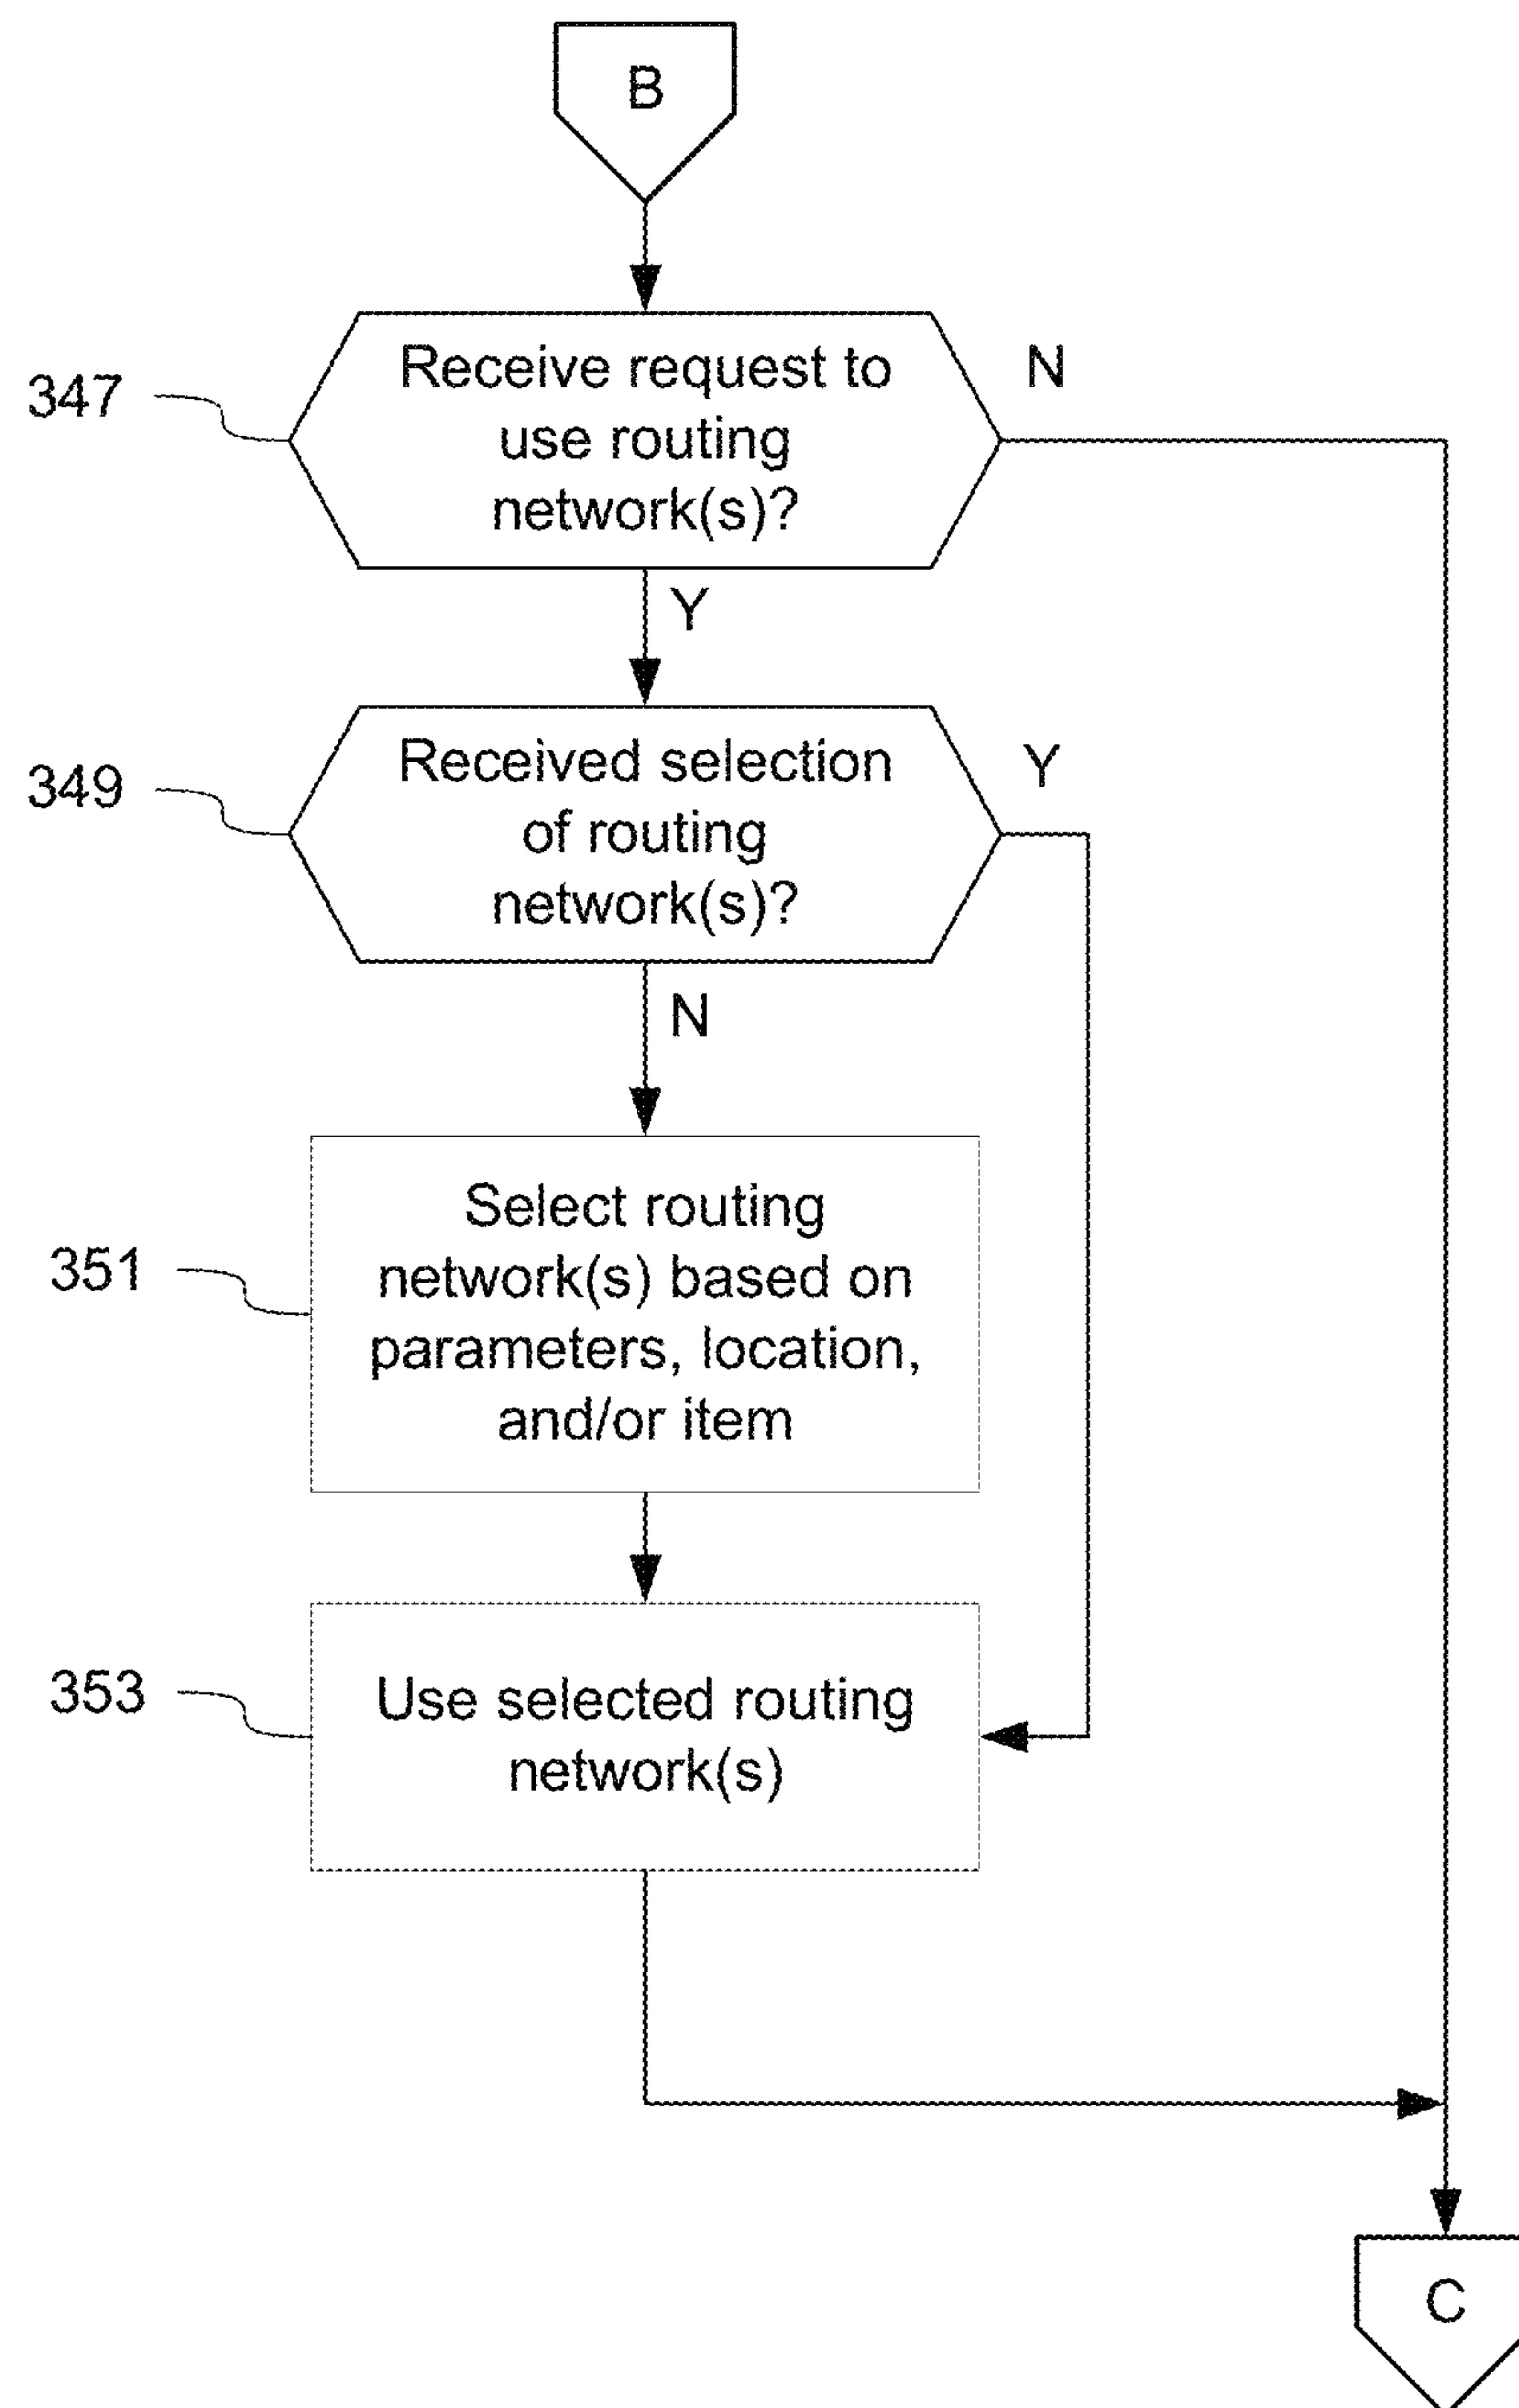 B
347
Receive request to
use routing
network(s)?
N
Y
349
Received selection
of routing
network(s)?
Y
N
351
Select routing
network(s) based on
parameters, location,
and/or item
353
Use selected routing
network(s)
C